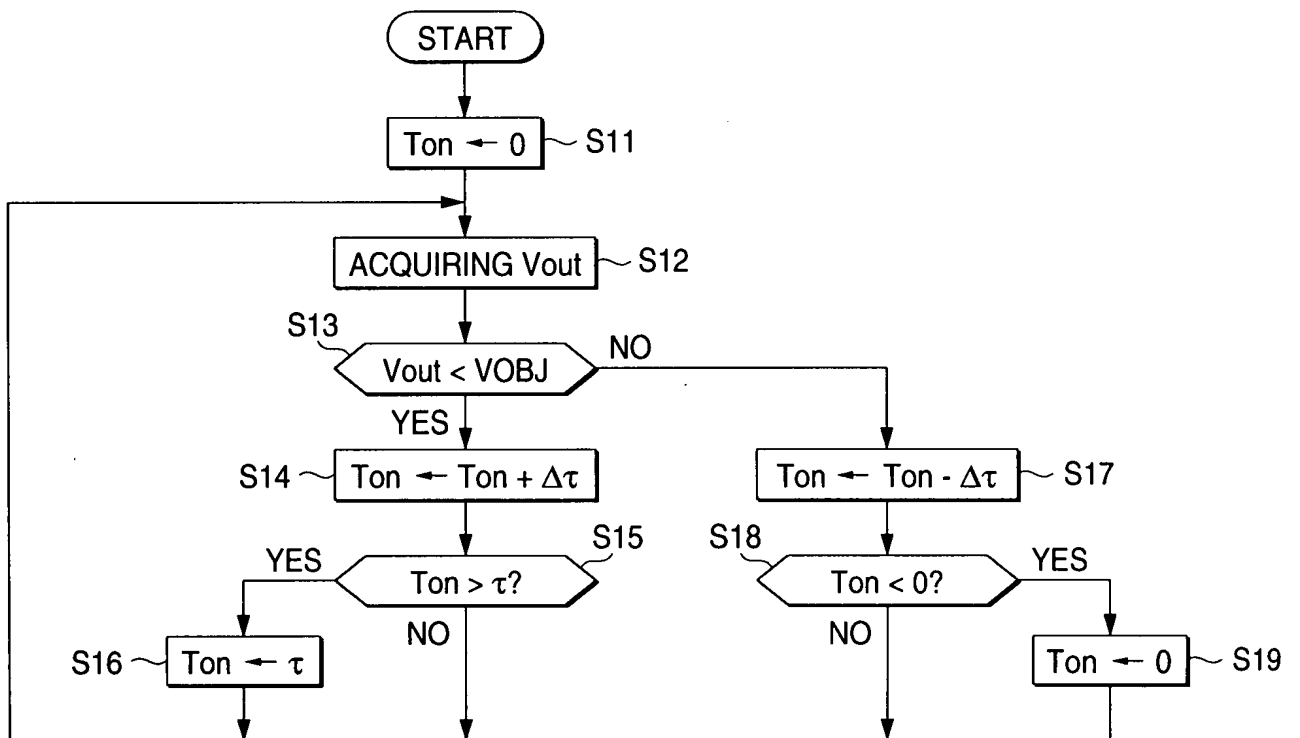 START
Ton ← 0
S11
ACQUIRING Vout
S12
S13
Vout < VOBJ
NO
YES
S14
Ton ← Ton + Δτ
Ton ← Ton - Δτ
S17
YES
Ton > τ?
S15
S18
Ton < 0?
YES
NO
NO
S16
Ton ← τ
Ton ← 0
S19